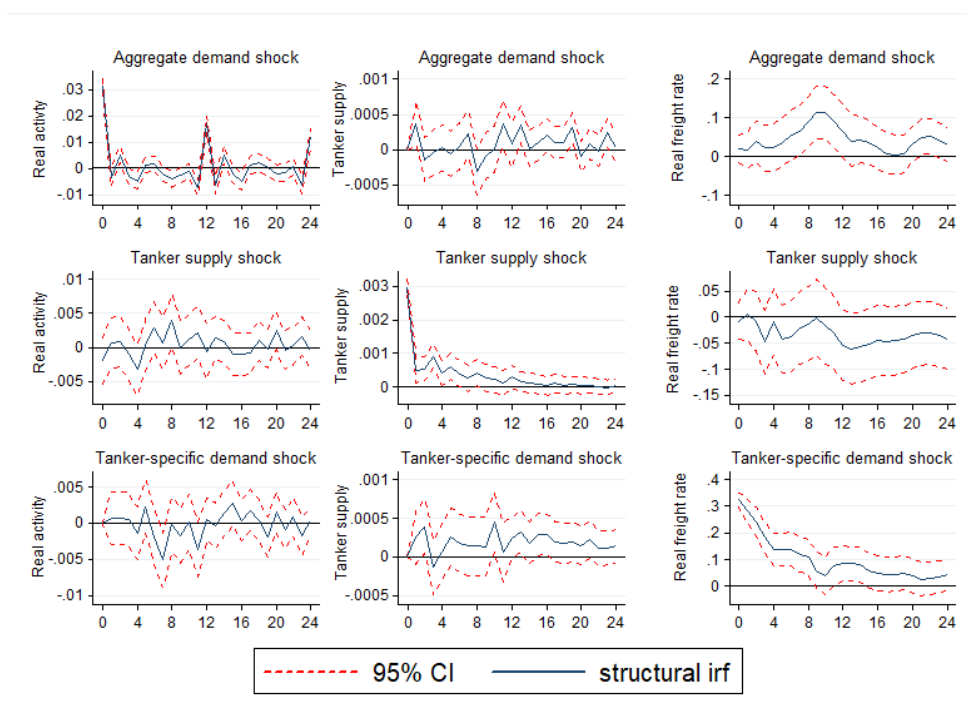 Aggregate demand shock
Real activity
.03
.02
.01
0
-.01
0 4 8 12 16 20 24
Aggregate demand shock
Tanker supply
.001
.0005
0
-.0005
0 4 8 12 16 20 24
Aggregate demand shock
Real freight rate
.2
.1
0
-.1
0 4 8 12 16 20 24
Tanker supply shock
Real activity
.01
.005
0
-.005
0 4 8 12 16 20 24
Tanker supply shock
Tanker supply
.003
.002
.001
0
0 4 8 12 16 20 24
Tanker supply shock
Real freight rate
.05
0
-.05
-.1
-.15
0 4 8 12 16 20 24
Tanker-specific demand shock
Real activity
.005
0
-.005
-.01
0 4 8 12 16 20 24
Tanker-specific demand shock
Tanker supply
.001
.0005
0
-.0005
0 4 8 12 16 20 24
Tanker-specific demand shock
Real freight rate
.4
.3
.2
.1
0
0 4 8 12 16 20 24
95% CI structural irf